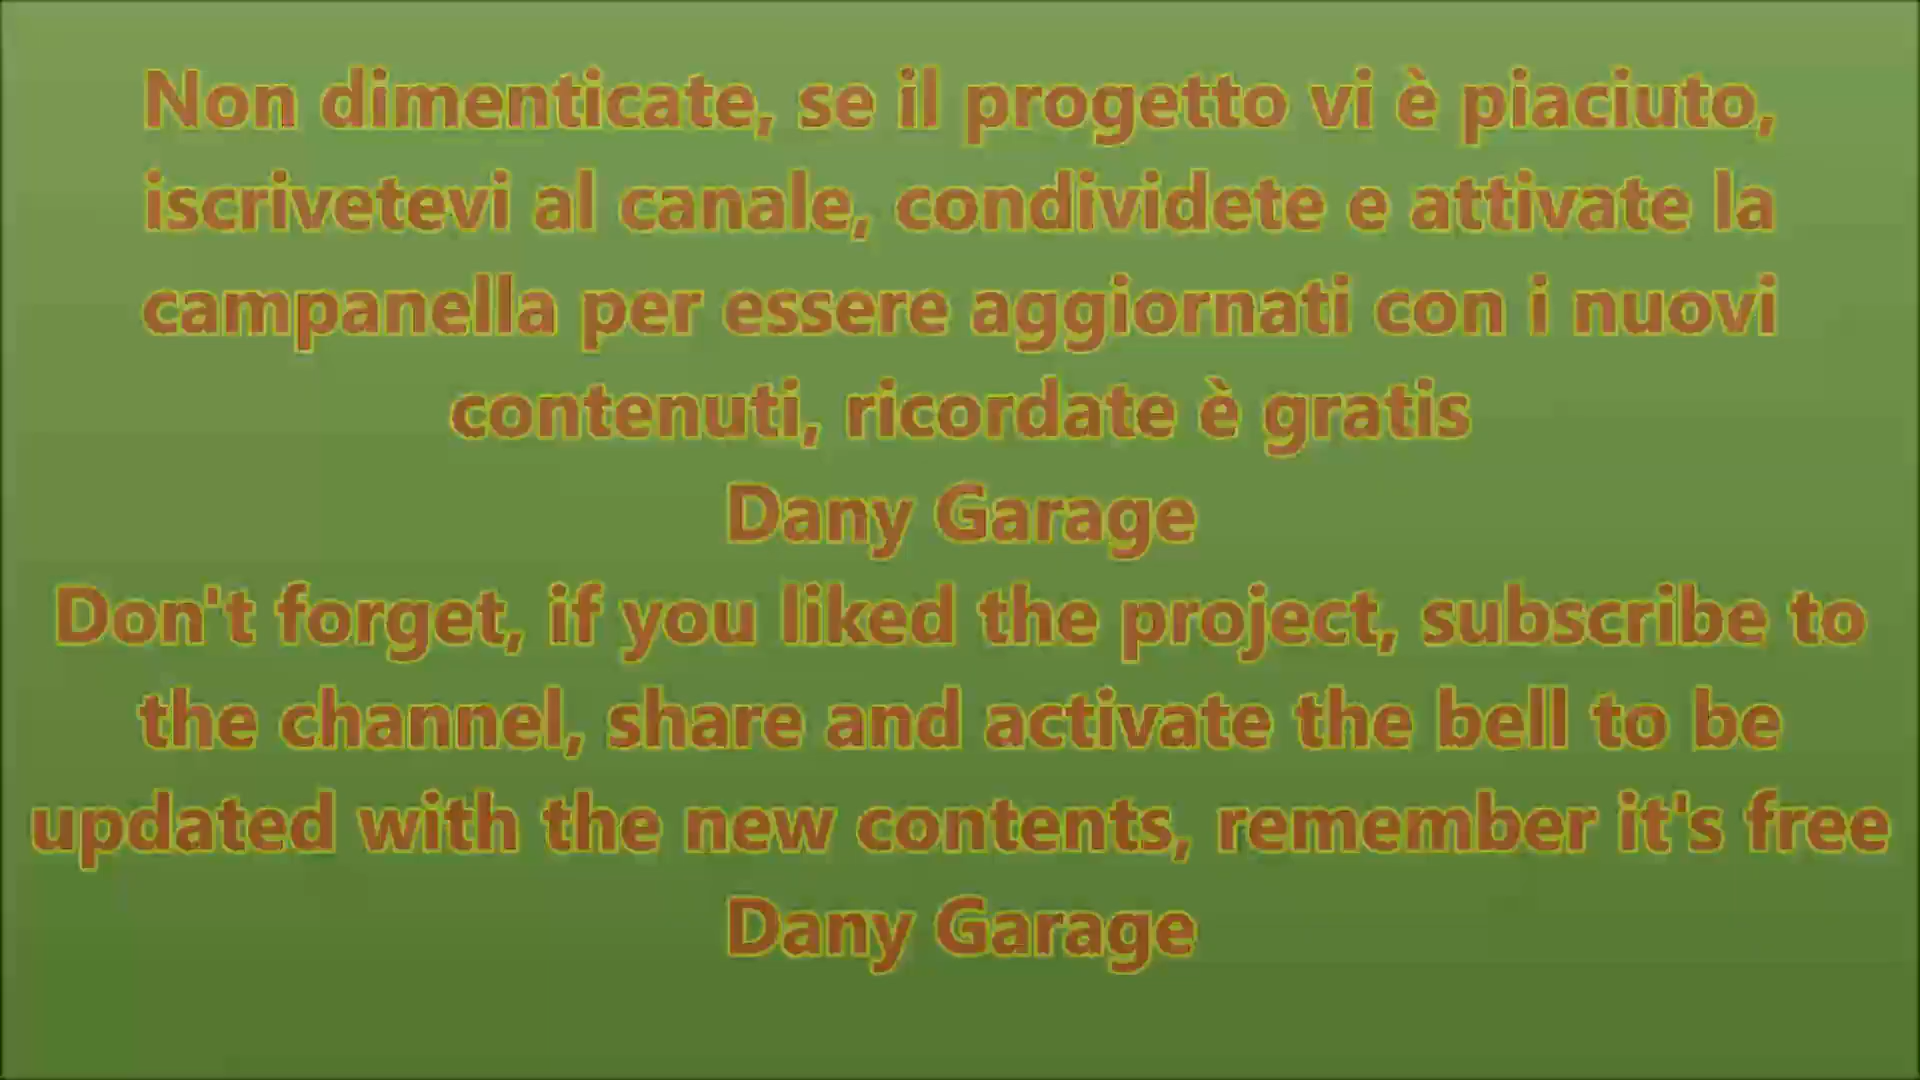 Non dimenticate, se il progetto vi è piaciuto,
iscrivetevi al canale, condividete e attivate la
campanella per essere aggiornati con i nuovi
contenuti, ricordate è gratis
Dany Garage
Don't forget, if you liked the project, subscribe to
the channel, share and activate the bell to be
updated with the new contents, remember it's free
Dany Garage